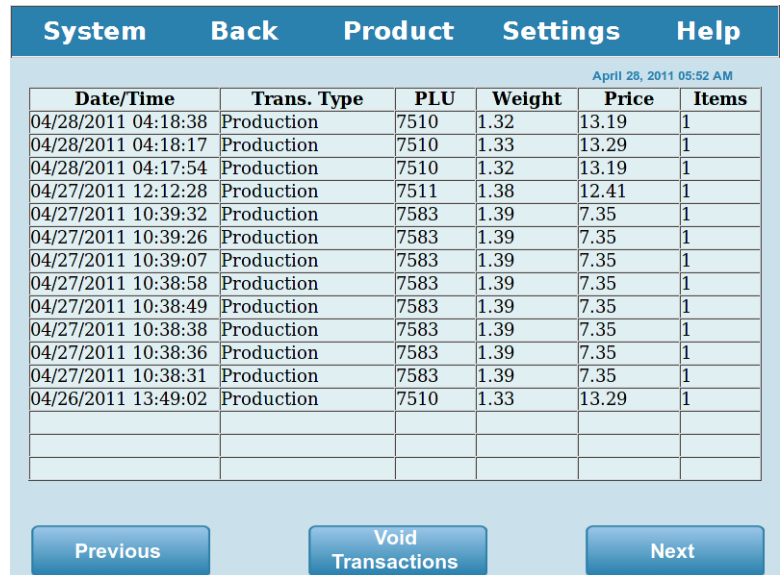 System Back Product Settings Help
April 28, 2011 05:52 AM
Date/Time Trans. Type PLU Weight Price Items
04/28/2011 04:18:38 Production 7510 1.32 13.19 1
04/28/2011 04:18:17 Production 7510 1.33 13.29 1
04/28/2011 04:17:54 Production 7510 1.32 13.19 1
04/27/2011 12:12:28 Production 7511 1.38 12.41 1
04/27/2011 10:39:32 Production 7583 1.39 7.35 1
04/27/2011 10:39:26 Production 7583 1.39 7.35 1
04/27/2011 10:39:07 Production 7583 1.39 7.35 1
04/27/2011 10:38:58 Production 7583 1.39 7.35 1
04/27/2011 10:38:49 Production 7583 1.39 7.35 1
04/27/2011 10:38:38 Production 7583 1.39 7.35 1
04/27/2011 10:38:36 Production 7583 1.39 7.35 1
04/27/2011 10:38:31 Production 7583 1.39 7.35 1
04/26/2011 13:49:02 Production 7510 1.33 13.29 1
Previous
Void
Transactions
Next